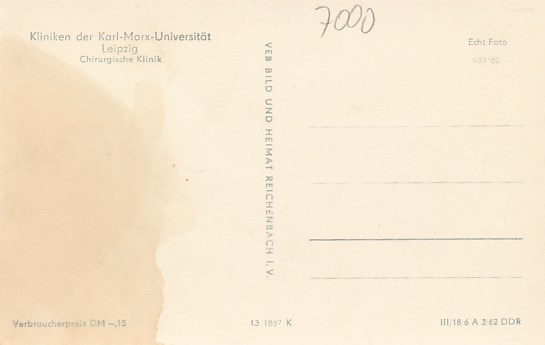 Kliniken der Karl-Marx-Universität
Leipzig
Chirurgische Klinik
7000
Echt Foto
VEB BILD UND HEIMAT REICHENBACH I. V.
Verbraucherpreis DM -,15
13 1867 K
III/18 6 A 3/62 DDR